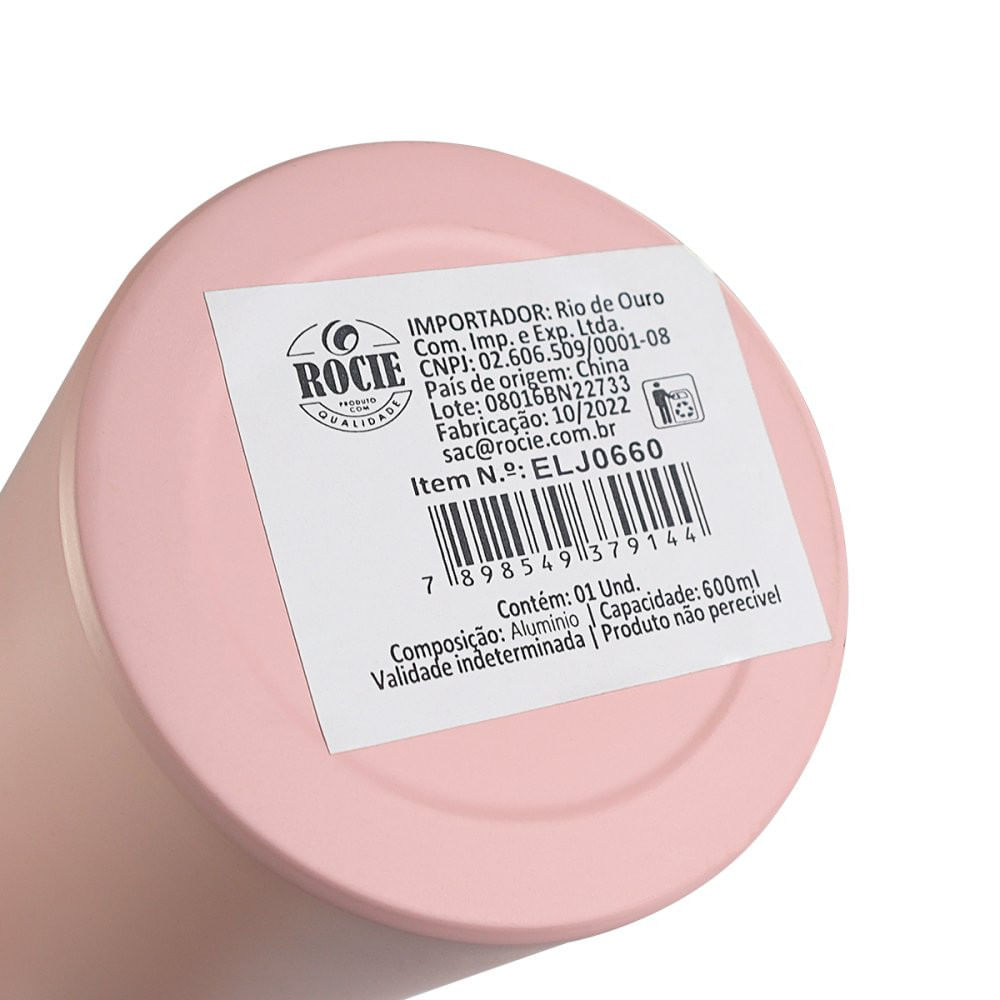 ROCIE
PRODUTO
COM
QUALIDADE
IMPORTADOR: Rio de Ouro
Com. Imp. e Exp. Ltda.
CNPJ: 02.606.509/0001-08
País de origem: China
Lote: 08016BN22733
Fabricação: 10/2022
sac@rocie.com.br
Item N.º: ELJ0660
7 898549 379144
Contém: 01 Und.
Composição: Alumínio | Capacidade: 600ml
Validade indeterminada | Produto não perecível